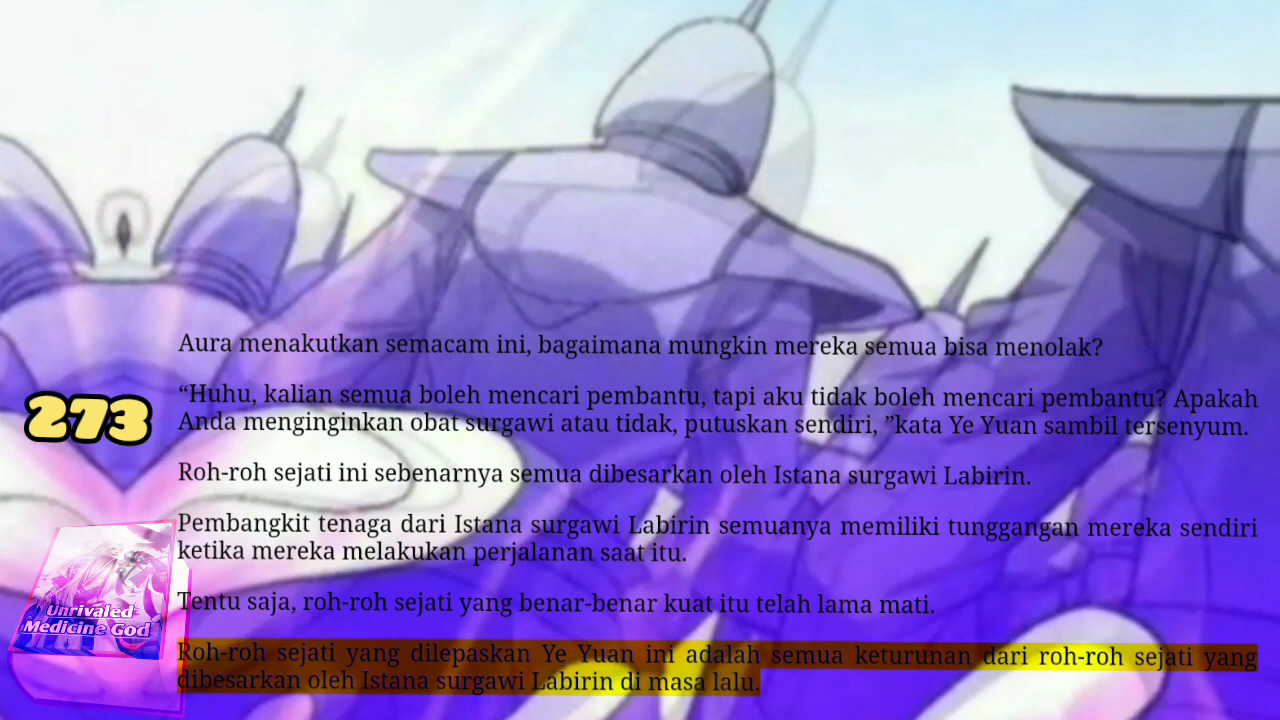 Aura menakutkan semacam ini, bagaimana mungkin mereka semua bisa menolak?
“Huhu, kalian semua boleh mencari pembantu, tapi aku tidak boleh mencari pembantu? Apakah
Anda menginginkan obat surgawi atau tidak, putuskan sendiri, ”kata Ye Yuan sambil tersenyum.
273
Roh-roh sejati ini sebenarnya semua dibesarkan oleh Istana surgawi Labirin.
Pembangkit tenaga dari Istana surgawi Labirin semuanya memiliki tunggangan mereka sendiri
ketika mereka melakukan perjalanan saat itu.
Tentu saja, roh-roh sejati yang benar-benar kuat itu telah lama mati.
Unrivaled
Medicine God
Roh-roh sejati yang dilepaskan Ye Yuan ini adalah semua keturunan dari roh-roh sejati yang
dibesarkan oleh Istana surgawi Labirin di masa lalu.